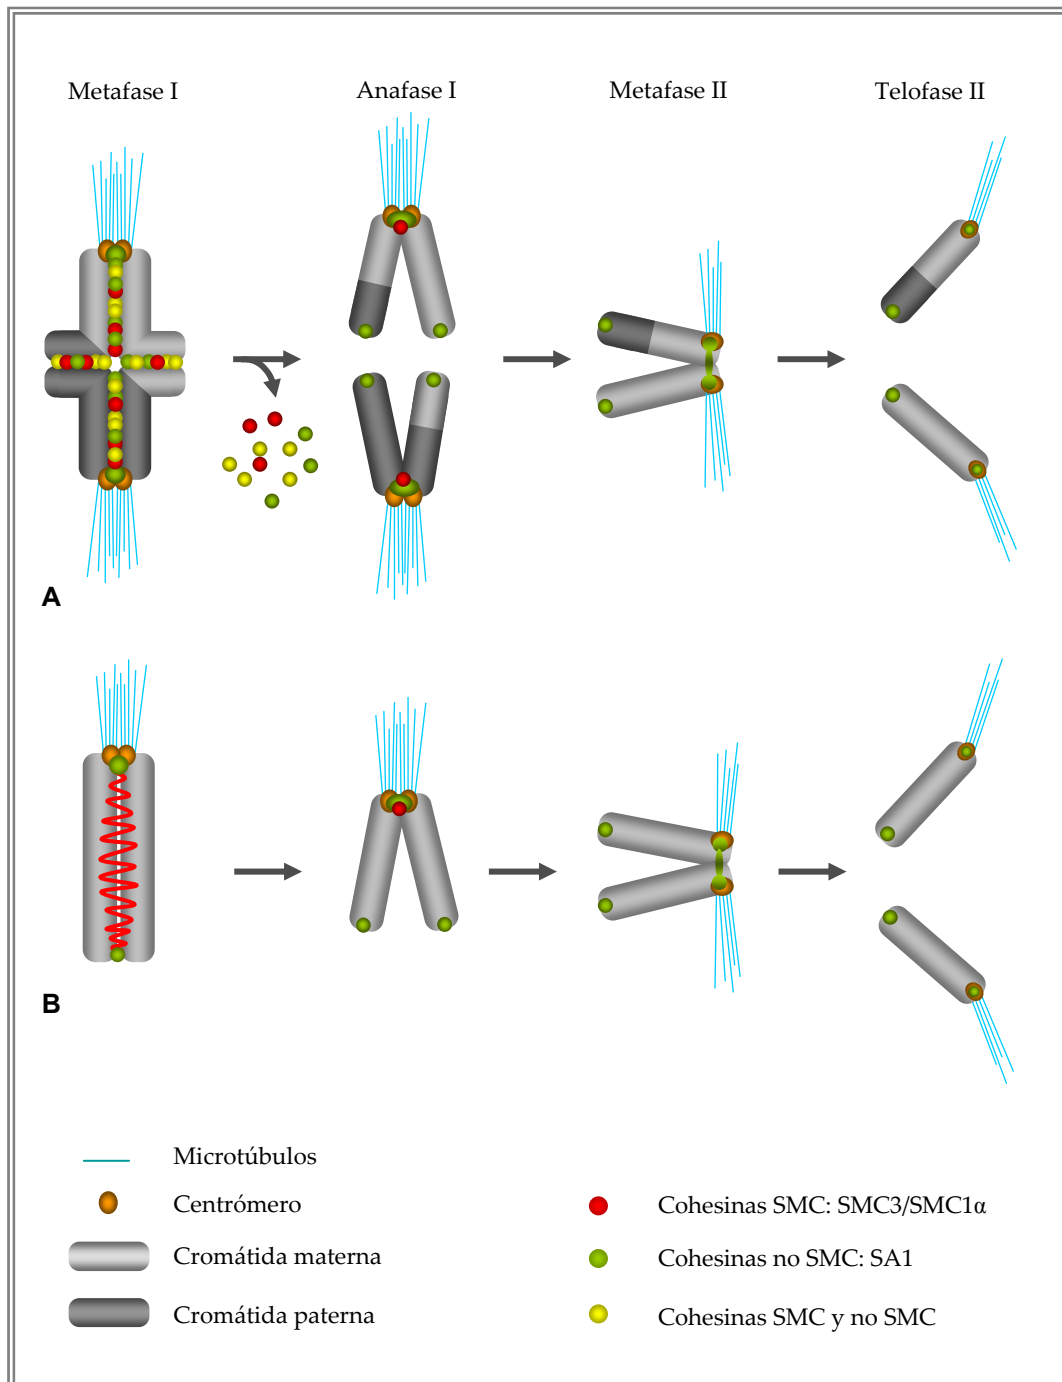 Metafase I
Anafase I
Metafase II
Telofase II
A
B
Microtúbulos
Centrómero
Cromátida materna
Cromátida paterna
Cohesinas SMC: SMC3/SMC1α
Cohesinas no SMC: SA1
Cohesinas SMC y no SMC